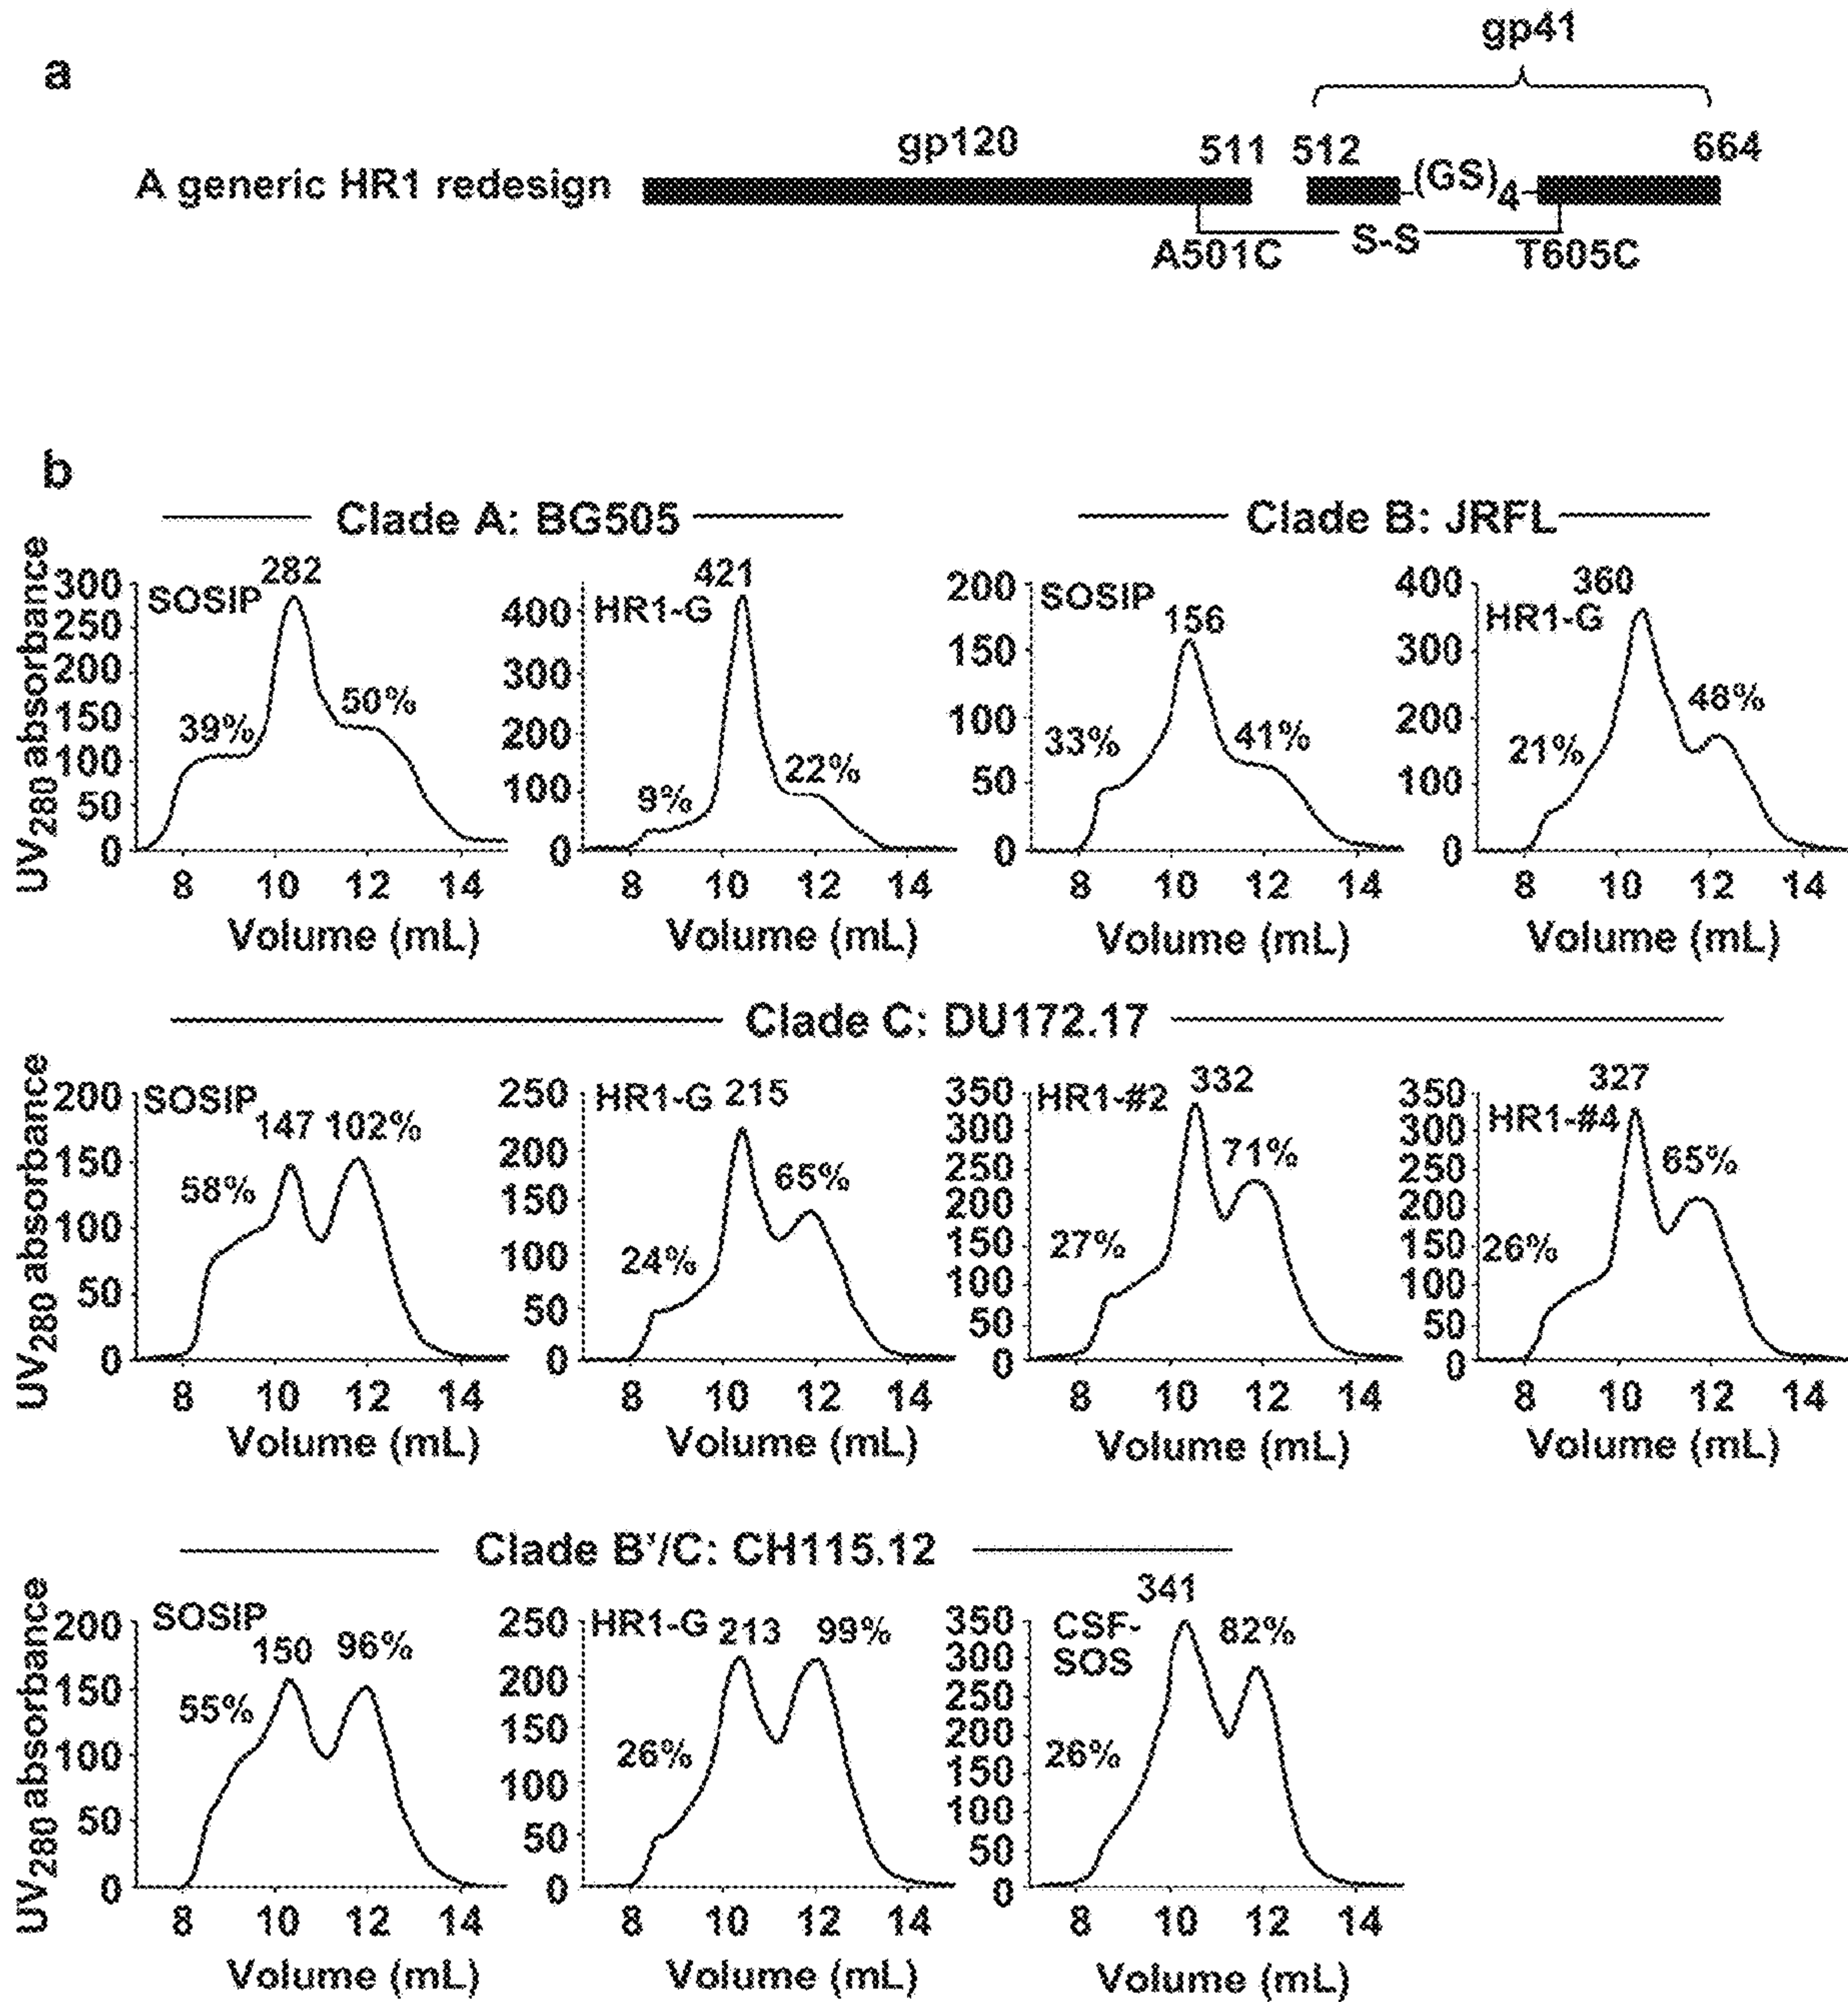 a
gp41
gp120 511 512 664
A generic HR1 redesign (GS)4
S-S
A501C T605C
b
Clade A: BG505 Clade B: JRFL
UV280 absorbance
300
250
200
150
100
50
0
SOSIP
282
39%
50%
8 10 12 14
Volume (mL)
400
300
200
100
0
HR1-G
421
9%
22%
8 10 12 14
Volume (mL)
200
150
100
50
0
SOSIP
156
33%
41%
8 10 12 14
Volume (mL)
400
300
200
100
0
HR1-G
360
21%
48%
8 10 12 14
Volume (mL)
Clade C: DU172.17
UV280 absorbance
200
150
100
50
0
SOSIP
147 102%
58%
8 10 12 14
Volume (mL)
250
200
150
100
50
0
HR1-G 215
65%
24%
8 10 12 14
Volume (mL)
350
300
250
200
150
100
50
0
HR1-#2 332
71%
27%
8 10 12 14
Volume (mL)
350
300
250
200
150
100
50
0
327
HR1-#4
65%
26%
8 10 12 14
Volume (mL)
Clade B'/C: CH115.12
UV280 absorbance
200
150
100
50
0
SOSIP
150 96%
55%
8 10 12 14
Volume (mL)
250
200
150
100
50
0
HR1-G 213 99%
26%
8 10 12 14
Volume (mL)
350
300
250
200
150
100
50
0
341
CSF-
SOS
82%
26%
8 10 12 14
Volume (mL)